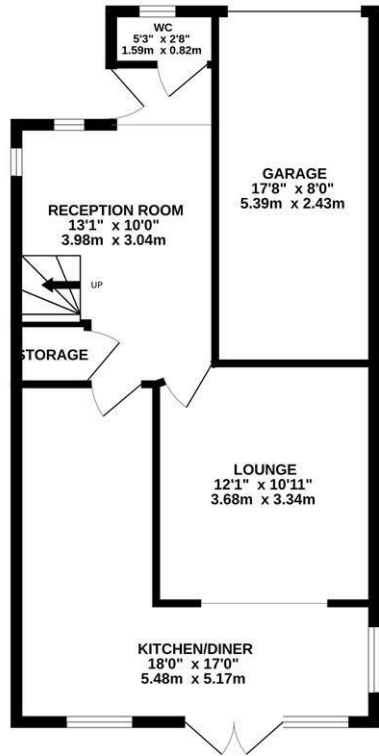 WC
5'3" x 2'8"
1.59m x 0.82m
GARAGE
17'8" x 8'0"
5.39m x 2.43m
RECEPTION ROOM
13'1" x 10'0"
3.98m x 3.04m
UP
STORAGE
LOUNGE
12'1" x 10'11"
3.68m x 3.34m
KITCHEN/DINER
18'0" x 17'0"
5.48m x 5.17m